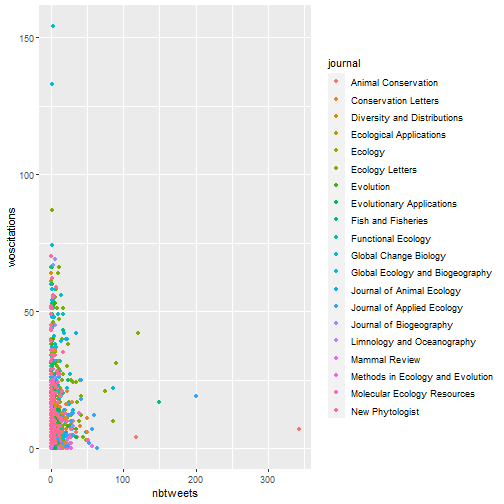 150
100
50
0
woscitations
0
100
200
300
nbtweets
journal
Animal Conservation
Conservation Letters
Diversity and Distributions
Ecological Applications
Ecology
Ecology Letters
Evolution
Evolutionary Applications
Fish and Fisheries
Functional Ecology
Global Change Biology
Global Ecology and Biogeography
Journal of Animal Ecology
Journal of Applied Ecology
Journal of Biogeography
Limnology and Oceanography
Mammal Review
Methods in Ecology and Evolution
Molecular Ecology Resources
New Phytologist